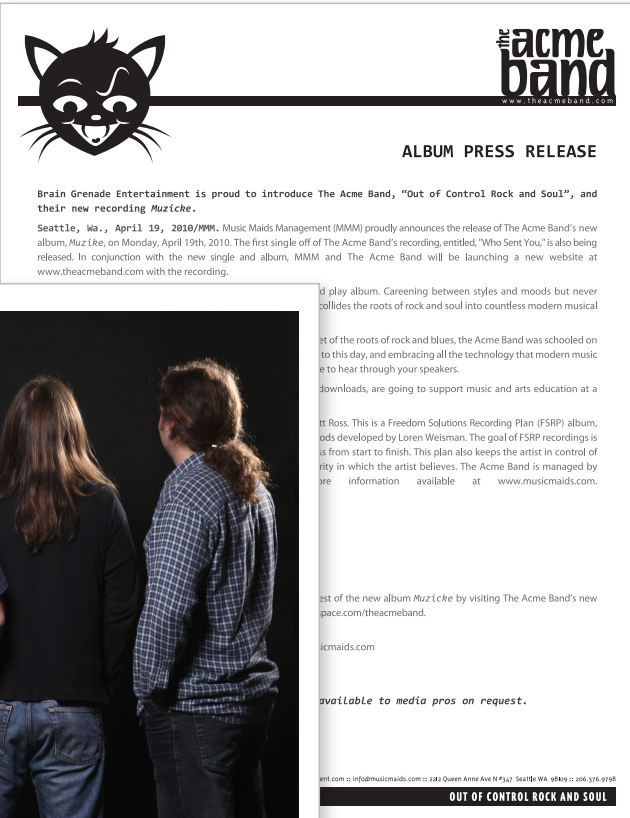 the acme band
www.theacmeband.com
ALBUM PRESS RELEASE
Brain Grenade Entertainment is proud to introduce The Acme Band, “Out of Control Rock and Soul”, and
their new recording Muzicke.
Seattle, Wa., April 19, 2010/MMM. Music Maids Management (MMM) proudly announces the release of The Acme Band's new
album, Muzike, on Monday, April 19th, 2010. The first single off of The Acme Band's recording, entitled, "Who Sent You," is also being
released. In conjunction with the new single and album, MMM and The Acme Band will be launching a new website at
www.theacmeband.com with the recording.
d play album. Careening between styles and moods but never
collides the roots of rock and soul into countless modern musical
et of the roots of rock and blues, the Acme Band was schooled on
to this day, and embracing all the technology that modern music
e to hear through your speakers.
downloads, are going to support music and arts education at a
tt Ross. This is a Freedom Solutions Recording Plan (FSRP) album,
ods developed by Loren Weisman. The goal of FSRP recordings is
ss from start to finish. This plan also keeps the artist in control of
rity in which the artist believes. The Acme Band is managed by
ore information available at www.musicmaids.com.
est of the new album Muzicke by visiting The Acme Band's new
space.com/theacmeband.
sicmaids.com
available to media pros on request.
ent.com :: info@musicmaids.com :: 2212 Queen Anne Ave N #347 Seattle WA 98109 :: 206.376.9798
OUT OF CONTROL ROCK AND SOUL